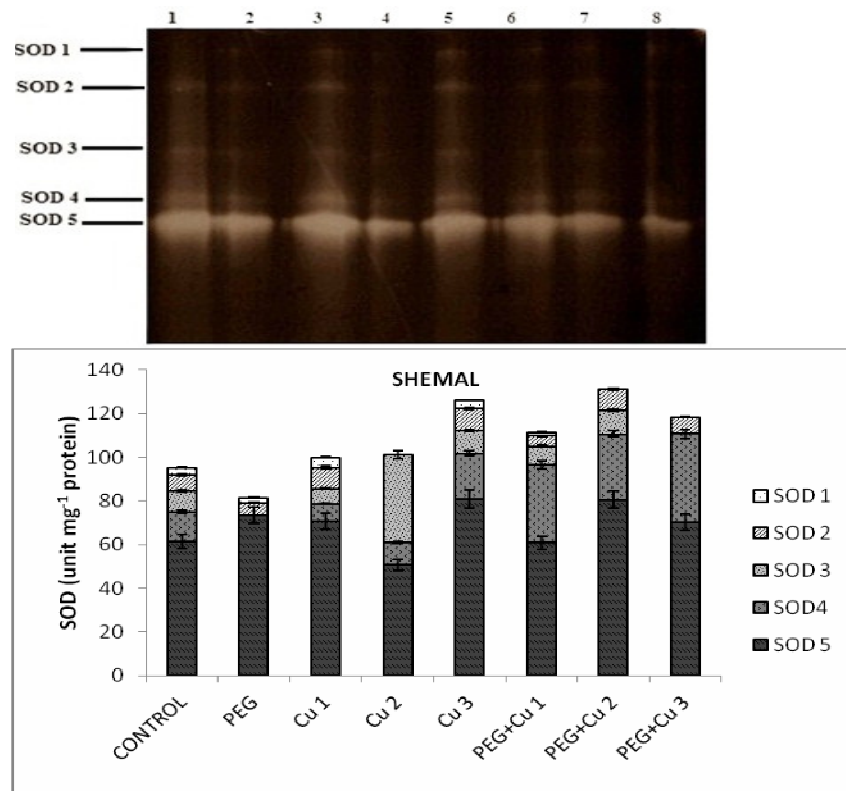 1 2 3 4 5 6 7 8
SOD 1
SOD 2
SOD 3
SOD 4
SOD 5
SHEMAL
SOD (unit mg⁻¹ protein)
140
120
100
80
60
40
20
0
CONTROL
PEG
Cu 1
Cu 2
Cu 3
PEG+Cu 1
PEG+Cu 2
PEG+Cu 3
SOD 1
SOD 2
SOD 3
SOD4
SOD 5